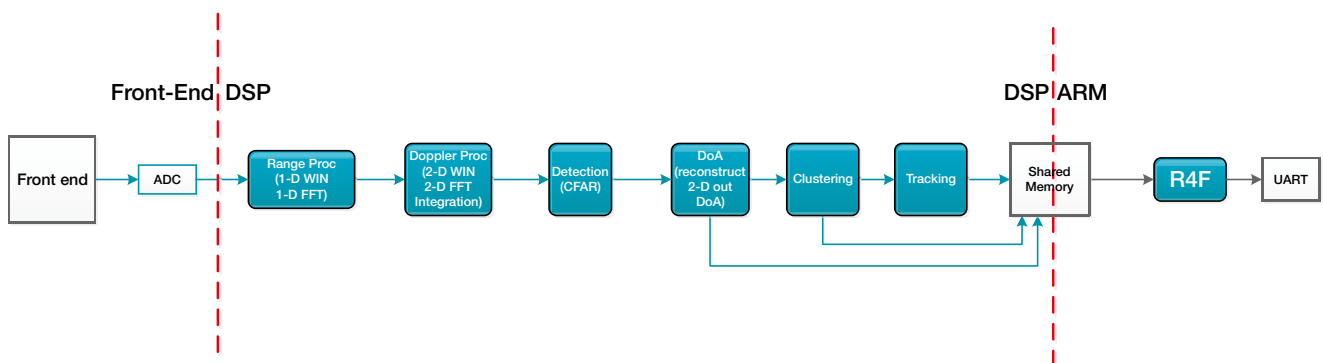 Front-End DSP
DSP ARM
Front end
ADC
Range Proc
(1-D WIN
1-D FFT)
Doppler Proc
(2-D WIN
2-D FFT
Integration)
Detection
(CFAR)
DoA
(reconstruct
2-D out
DoA)
Clustering
Tracking
Shared
Memory
R4F
UART